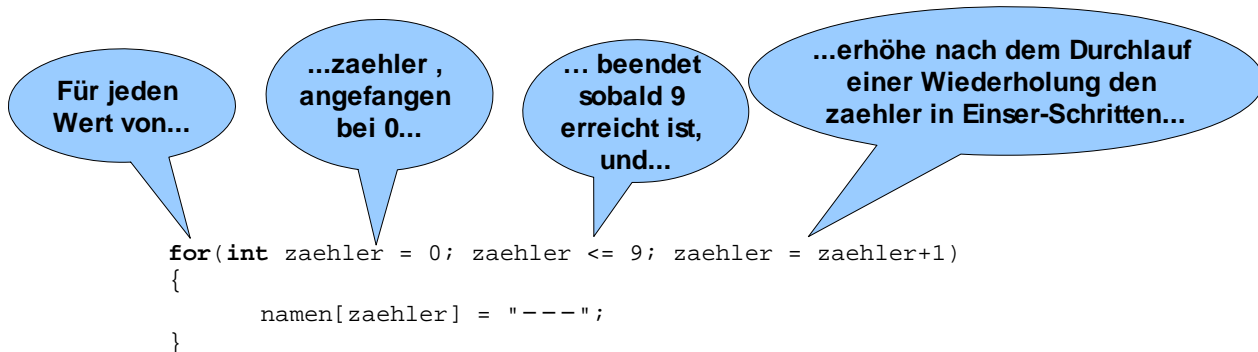 Für jeden
Wert von...
...zaehler ,
angefangen
bei 0...
... beendet
sobald 9
erreicht ist,
und...
...erhöhe nach dem Durchlauf
einer Wiederholung den
zaehler in Einser-Schritten...
for(int zaehler = 0; zaehler <= 9; zaehler = zaehler+1)
{
namen[zaehler] = "---";
}